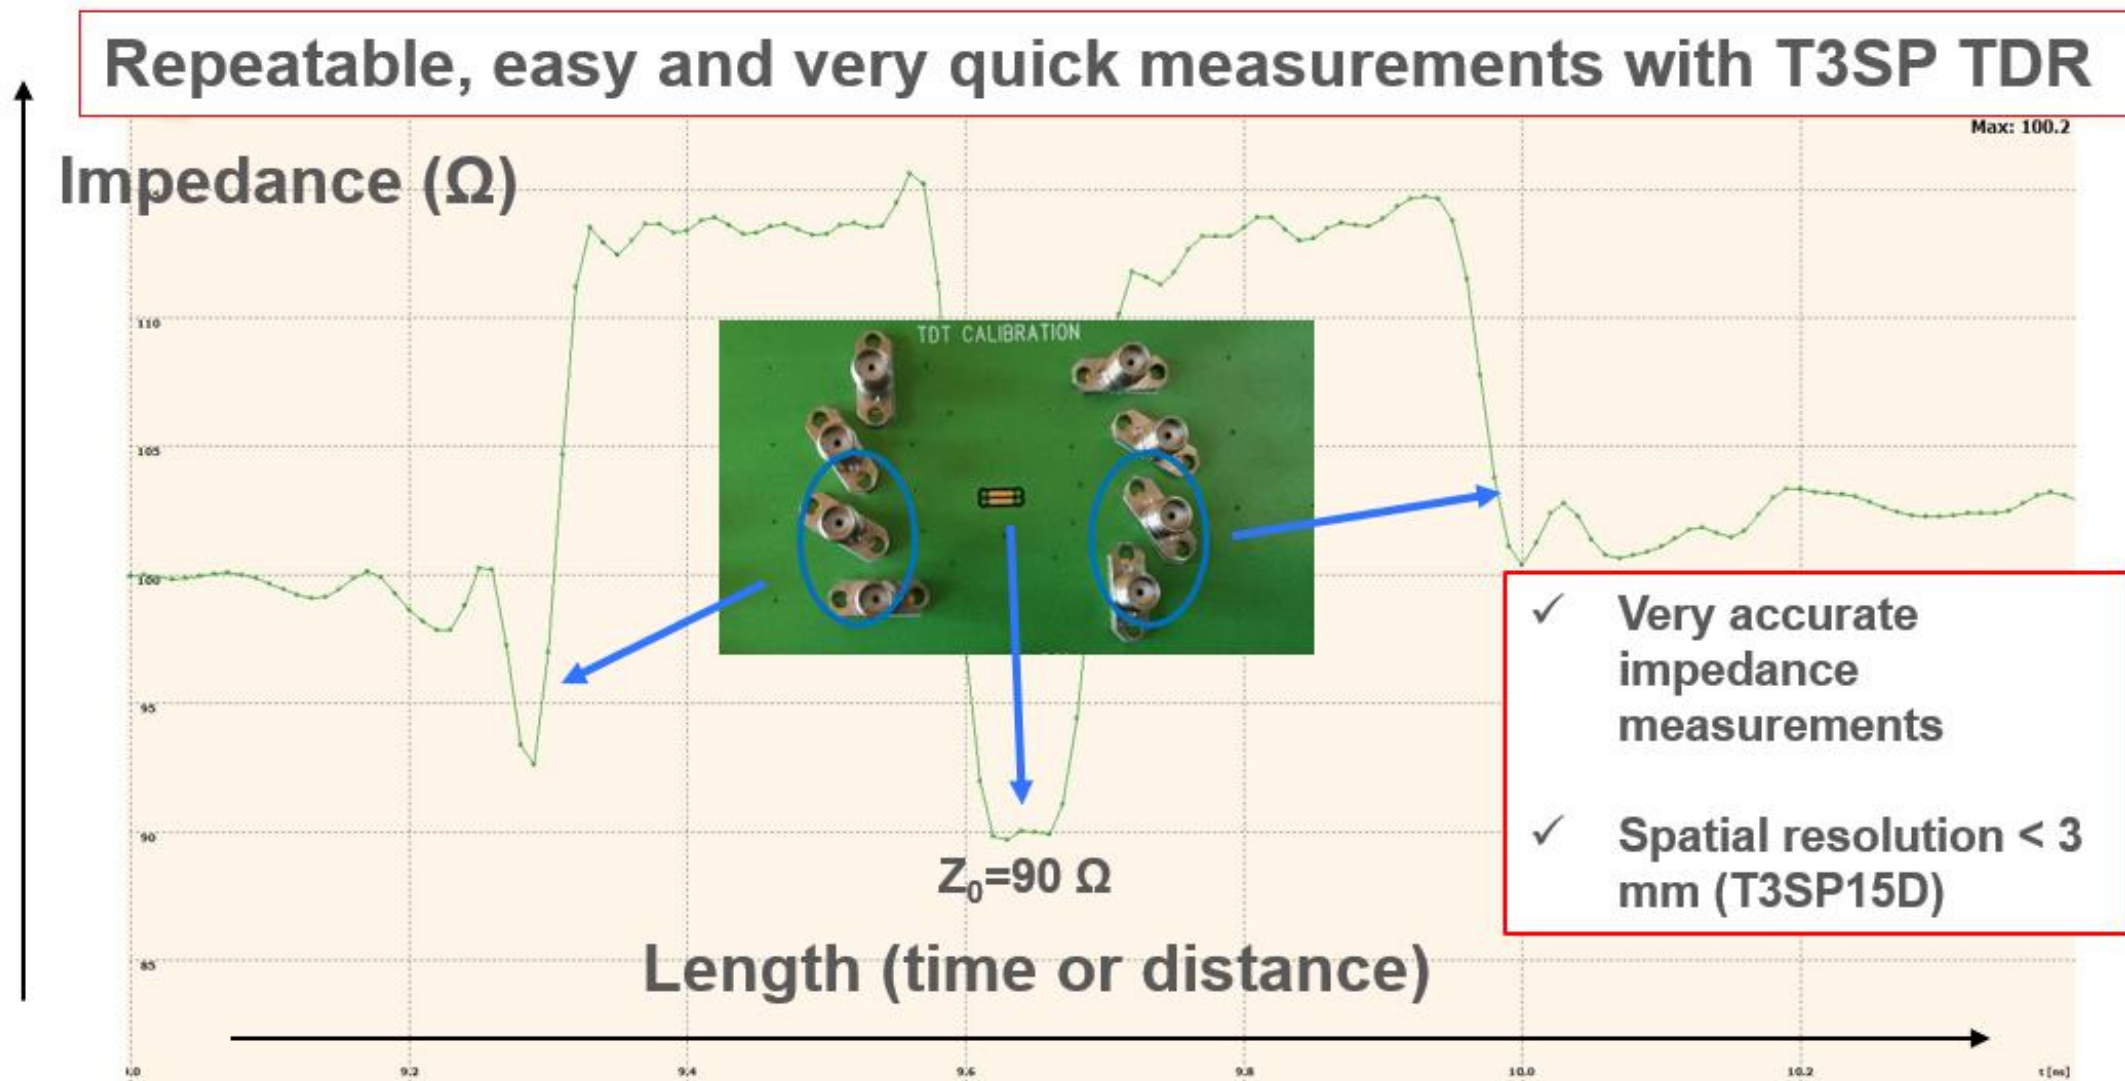 Repeatable, easy and very quick measurements with T3SP TDR
Max: 100.2
Impedance (Ω)
110
TDT CALIBRATION
105
100
95
90
85
Z₀=90 Ω
✓ Very accurate
impedance
measurements
✓ Spatial resolution < 3
mm (T3SP15D)
Length (time or distance)
9.2
9.4
9.6
9.8
10.0
10.2
t [ns]